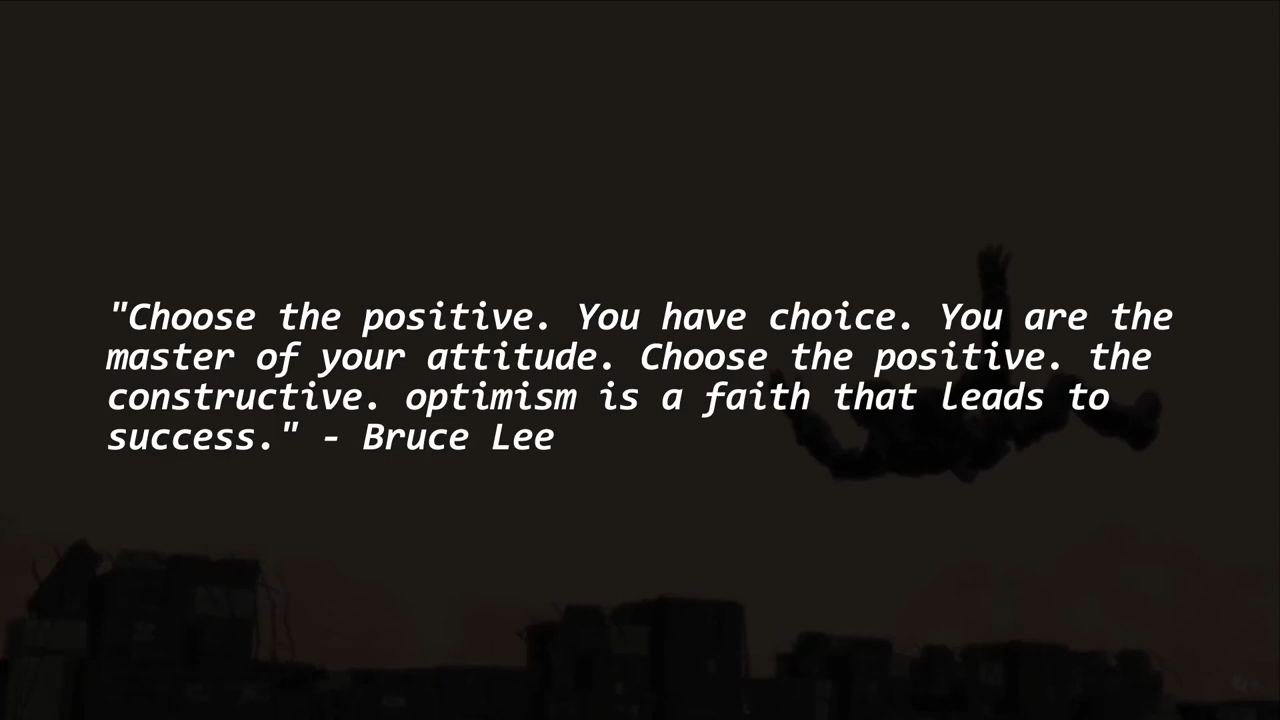 "Choose the positive. You have choice. You are the
master of your attitude. Choose the positive. the
constructive. optimism is a faith that leads to
success." - Bruce Lee